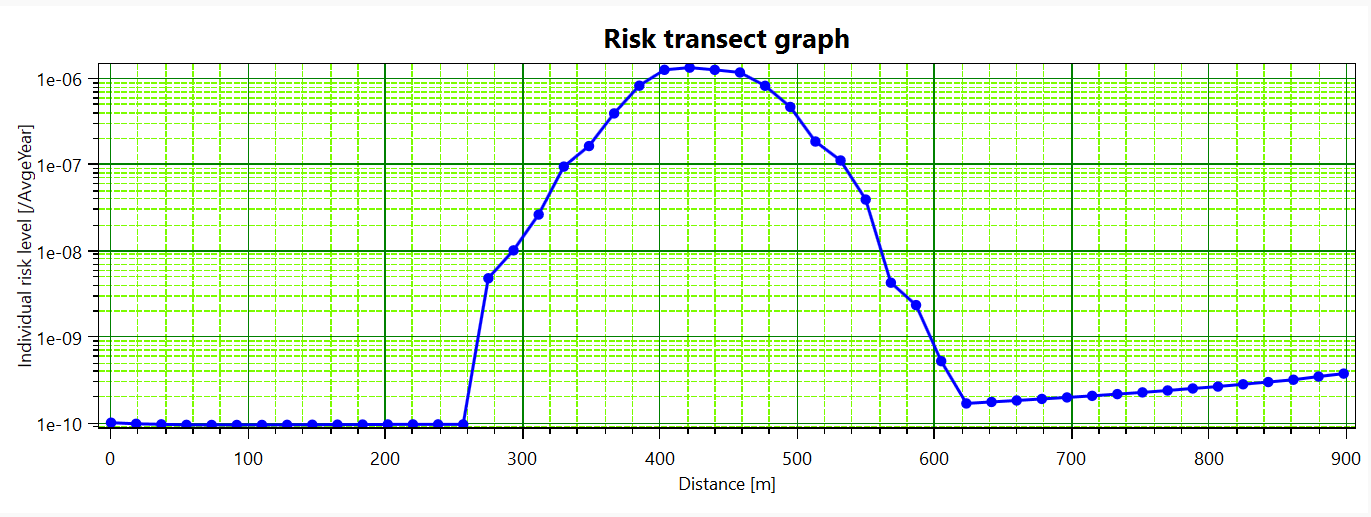 Risk transect graph
1e-06
1e-07
1e-08
1e-09
1e-10
Individual risk level [/AvgeYear]
0 100 200 300 400 500 600 700 800 900
Distance [m]